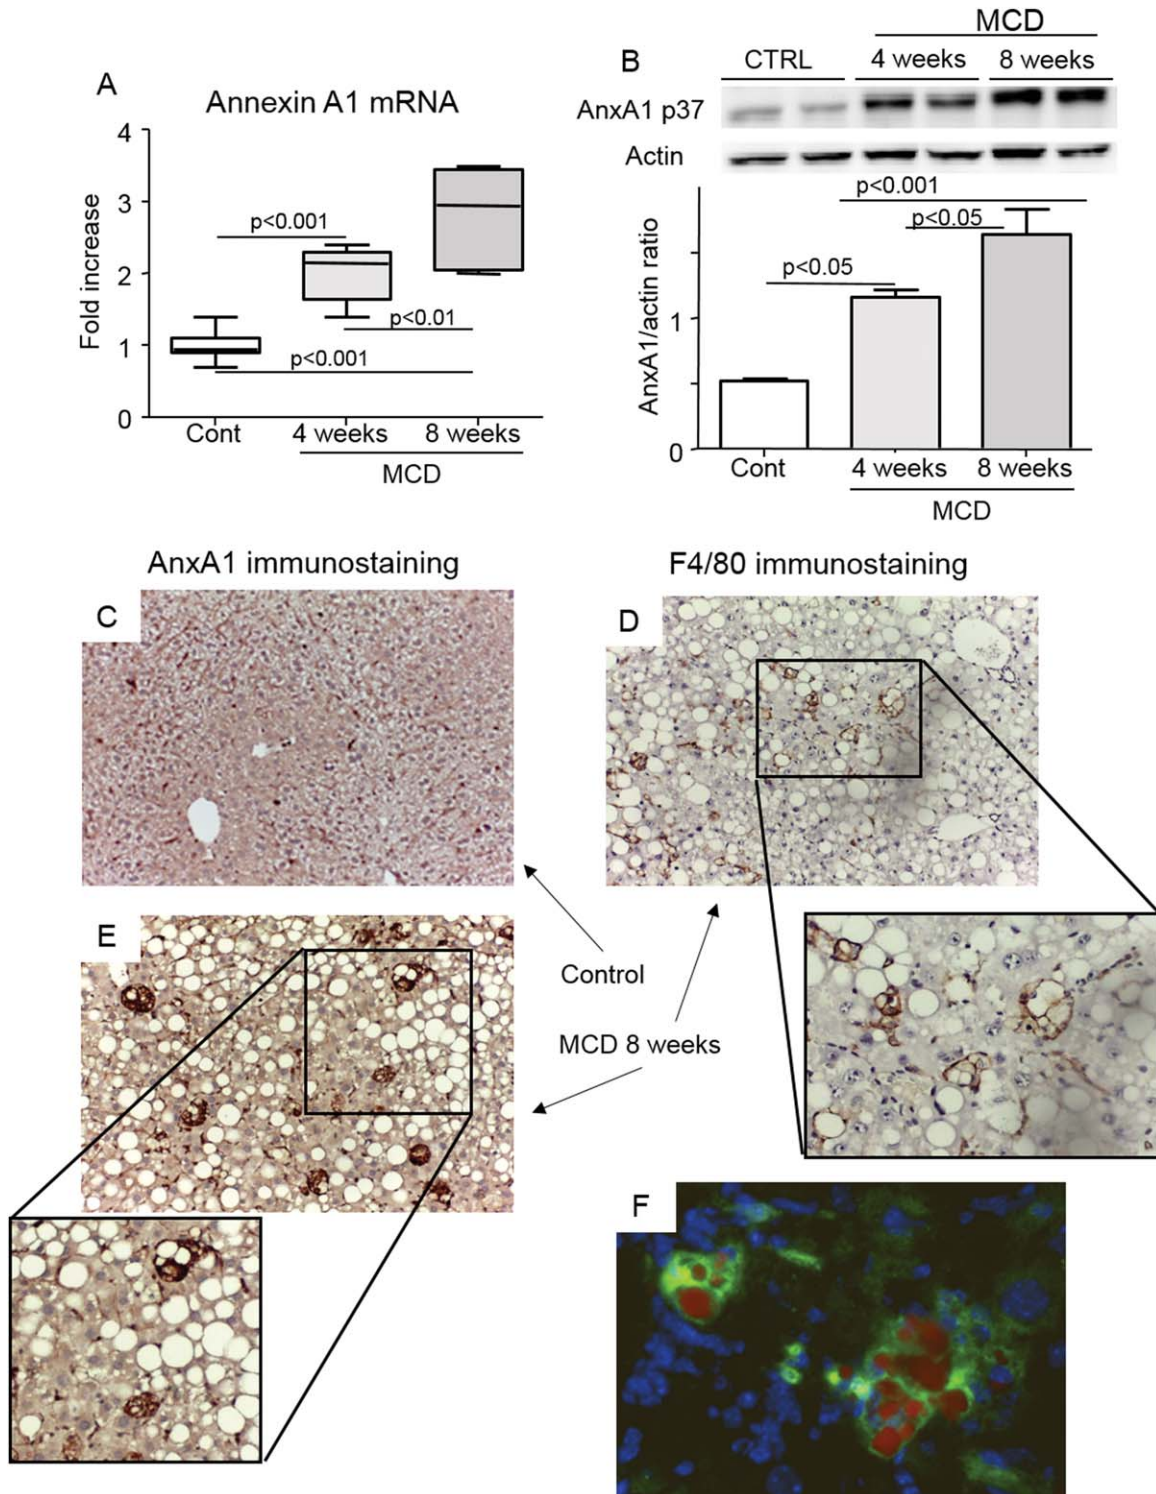 A
Annexin A1 mRNA
4
3
2
1
0
Fold increase
p<0.001
p<0.01
p<0.001
Cont
4 weeks
8 weeks
MCD
B
MCD
CTRL
4 weeks
8 weeks
AnxA1 p37
Actin
p<0.001
p<0.05
p<0.05
AnxA1/actin ratio
1
0
Cont
4 weeks
8 weeks
MCD
AnxA1 immunostaining
F4/80 immunostaining
C
D
E
Control
MCD 8 weeks
F